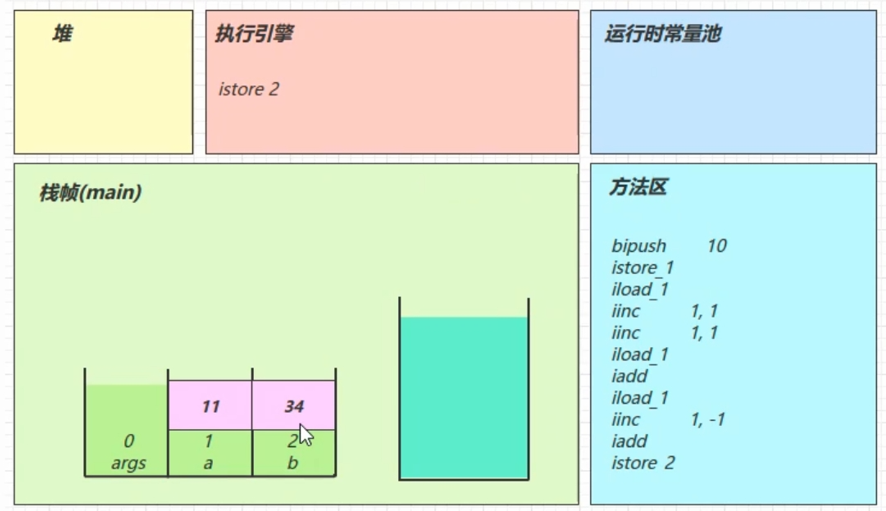 堆
执行引擎
istore 2
运行时常量池
栈帧(main)
11 34
0 1 2
args a b
方法区
bipush 10
istore_1
iload_1
iinc 1, 1
iinc 1, 1
iload_1
iadd
iload_1
iinc 1, -1
iadd
istore 2